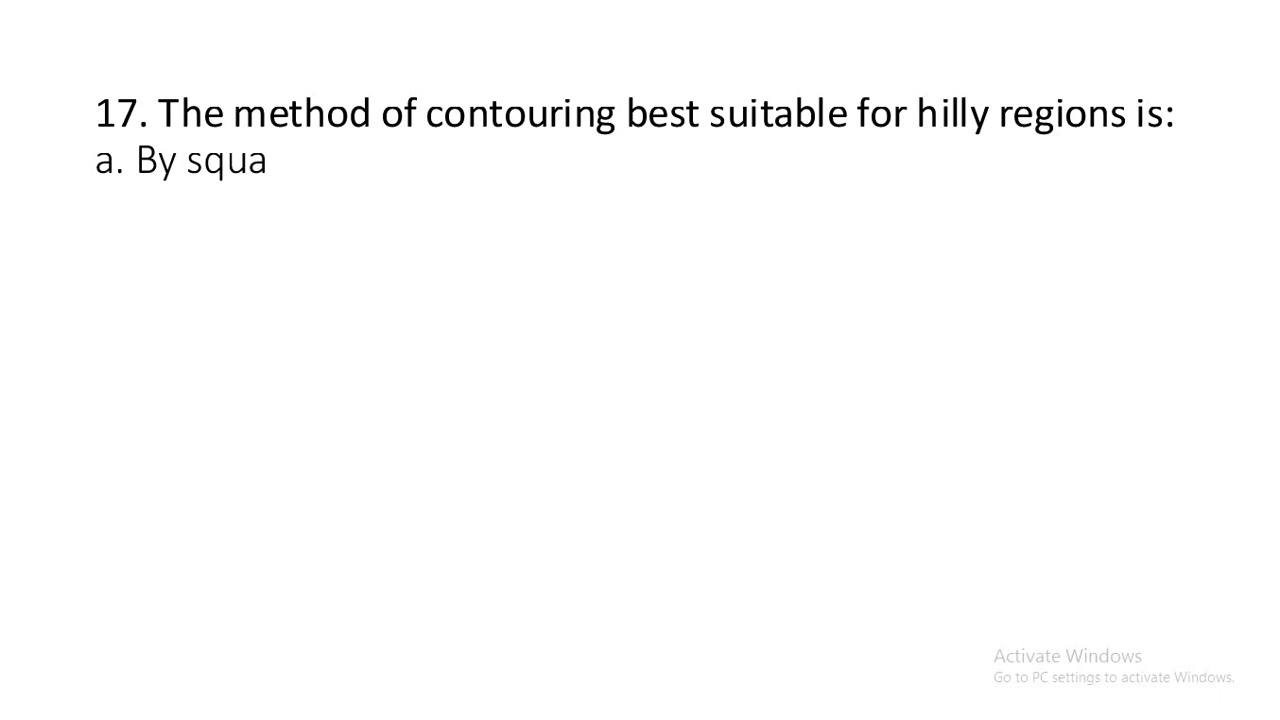 17. The method of contouring best suitable for hilly regions is:
a. By squa
Activate Windows
Go to PC settings to activate Windows.